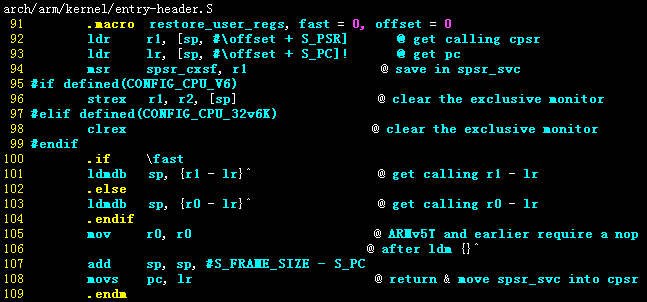 arch/arm/kernel/entry-header.S
91 .macro restore_user_regs, fast = 0, offset = 0
92 ldr r1, [sp, #\offset + S_PSR] @ get calling cpsr
93 ldr lr, [sp, #\offset + S_PC]! @ get pc
94 msr spsr_cxsf, r1 @ save in spsr_svc
95 #if defined(CONFIG_CPU_V6)
96 strex r1, r2, [sp] @ clear the exclusive monitor
97 #elif defined(CONFIG_CPU_32v6K)
98 clrex @ clear the exclusive monitor
99 #endif
100 .if \fast
101 ldmdb sp, {r1 - lr}^ @ get calling r1 - lr
102 .else
103 ldmdb sp, {r0 - lr}^ @ get calling r0 - lr
104 .endif
105 mov r0, r0 @ ARMv5T and earlier require a nop
106 @ after ldm {}^
107 add sp, sp, #S_FRAME_SIZE - S_PC
108 movs pc, lr @ return & move spsr_svc into cpsr
109 .endm